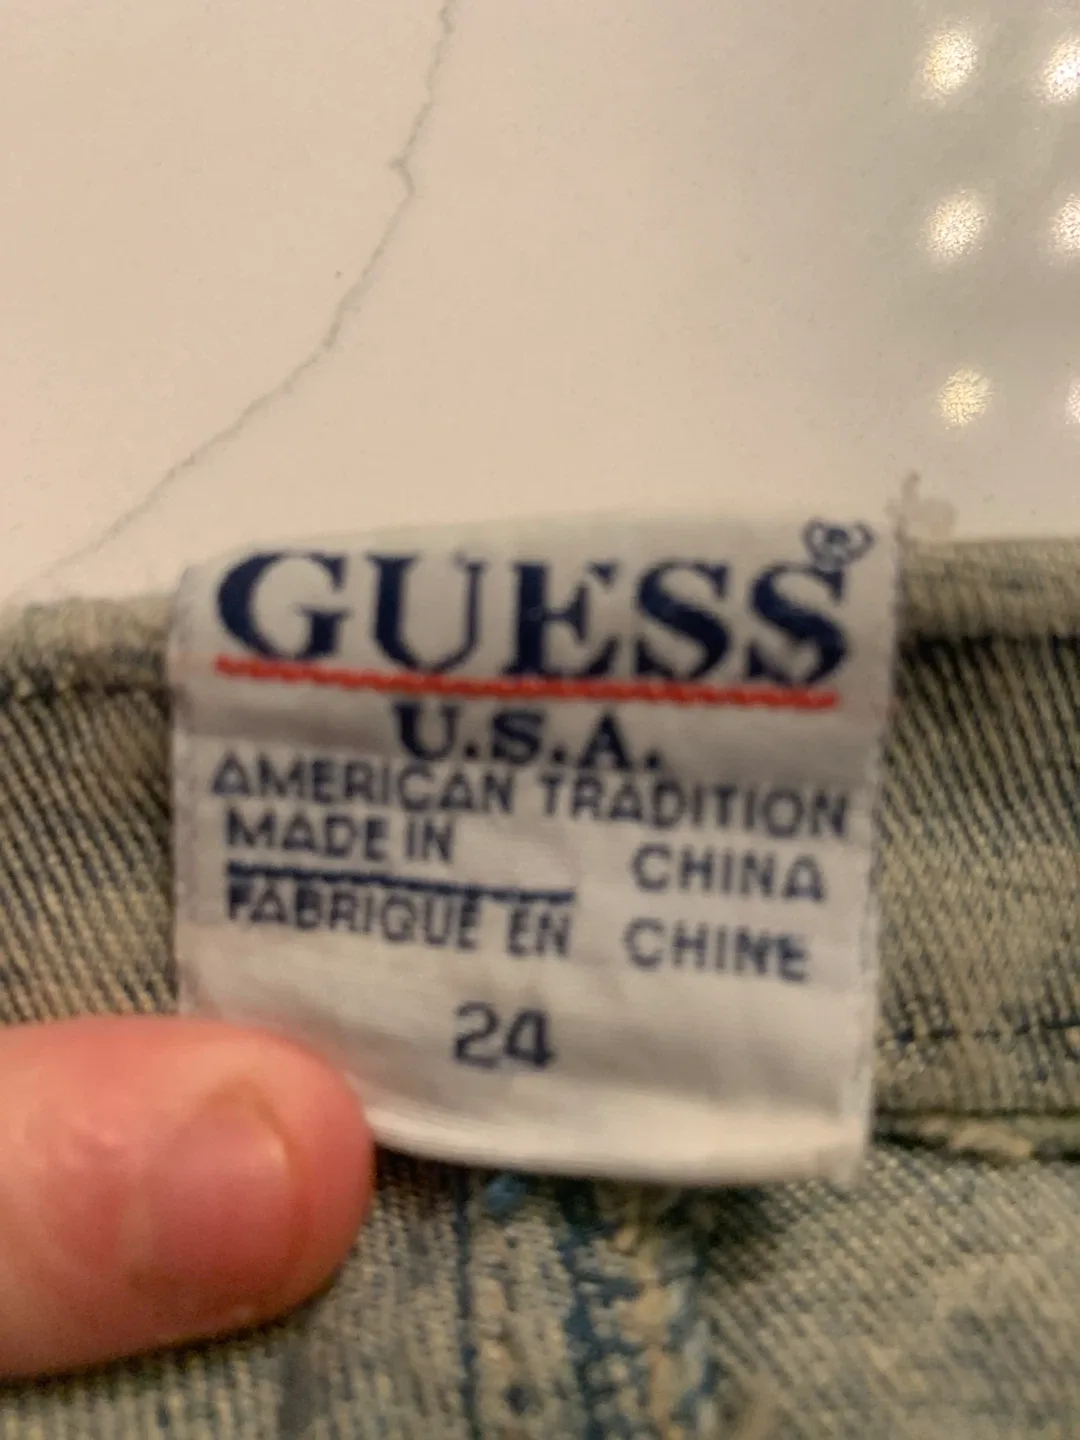 GUESS®
U.S.A.
AMERICAN TRADITION
MADE IN CHINA
FABRIQUE EN CHINE
24